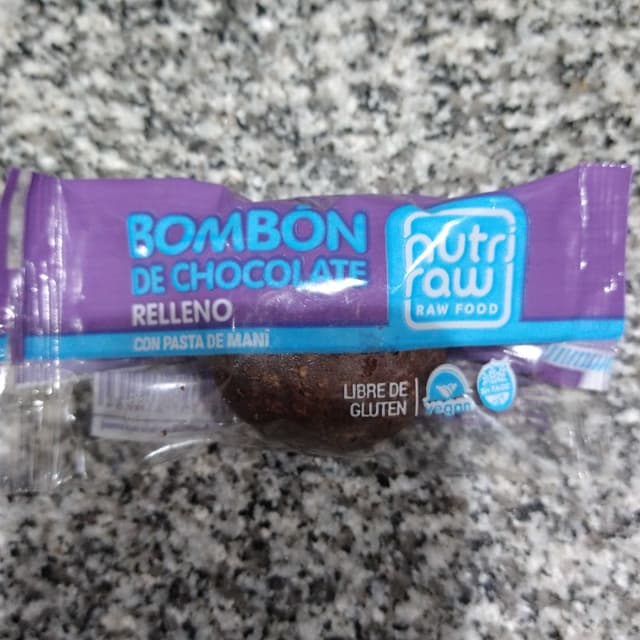 BOMBÓN
DE CHOCOLATE
RELLENO
CON PASTA DE MANÍ
nutri
raw
RAW FOOD
LIBRE DE
GLUTEN
vegan